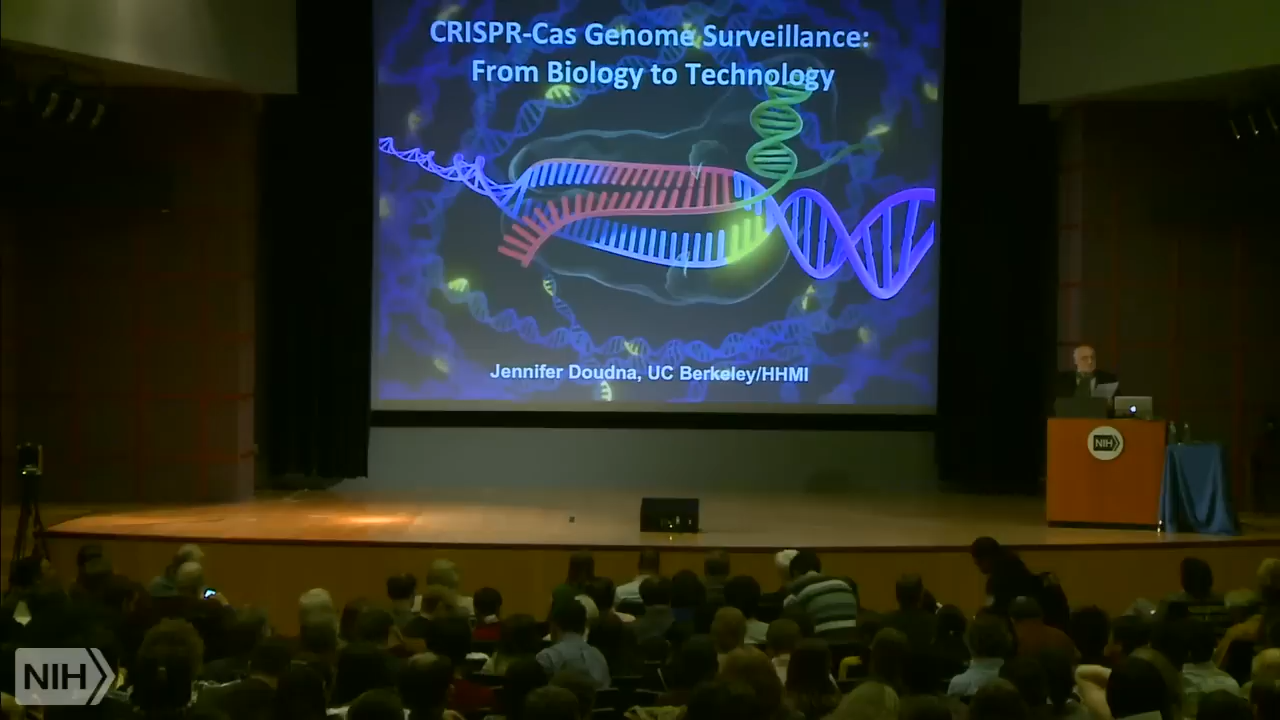 CRISPR-Cas Genome Surveillance:
From Biology to Technology
Jennifer Doudna, UC Berkeley/HHMI
NIH
NIH